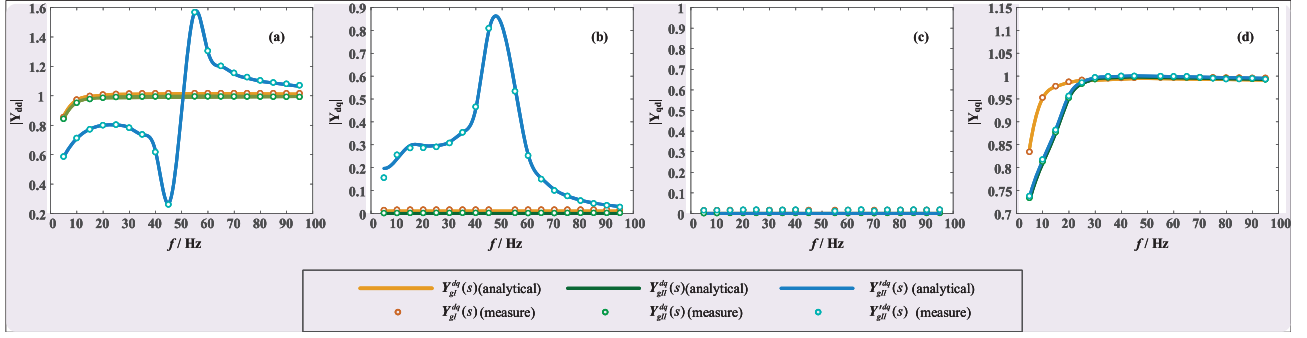 1.6
1.4
1.2
1
0.8
0.6
0.4
0.2
|Y_dd|
(a)
0 10 20 30 40 50 60 70 80 90 100
f / Hz
0.9
0.8
0.7
0.6
0.5
0.4
0.3
0.2
0.1
0
|Y_dq|
(b)
0 10 20 30 40 50 60 70 80 90 100
f / Hz
1
0.9
0.8
0.7
0.6
0.5
0.4
0.3
0.2
0.1
0
|Y_qd|
(c)
0 10 20 30 40 50 60 70 80 90 100
f / Hz
1.15
1.1
1.05
1
0.95
0.9
0.85
0.8
0.75
0.7
|Y_qq|
(d)
0 10 20 30 40 50 60 70 80 90 100
f / Hz
Y_gI^dq(s)(analytical) Y_gII^dq(s)(analytical) Y_gII^'dq(s) (analytical)
Y_gI^dq(s)(measure) Y_gII^dq(s)(measure) Y_gII^'dq(s) (measure)